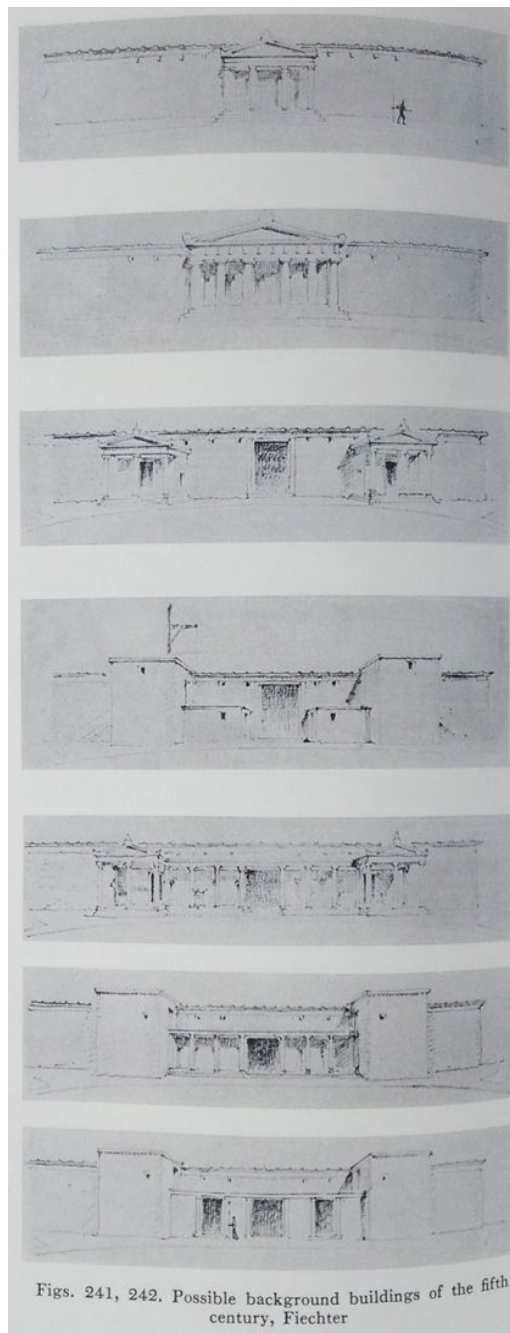 Figs. 241, 242. Possible background buildings of the fifth
century, Fiechter